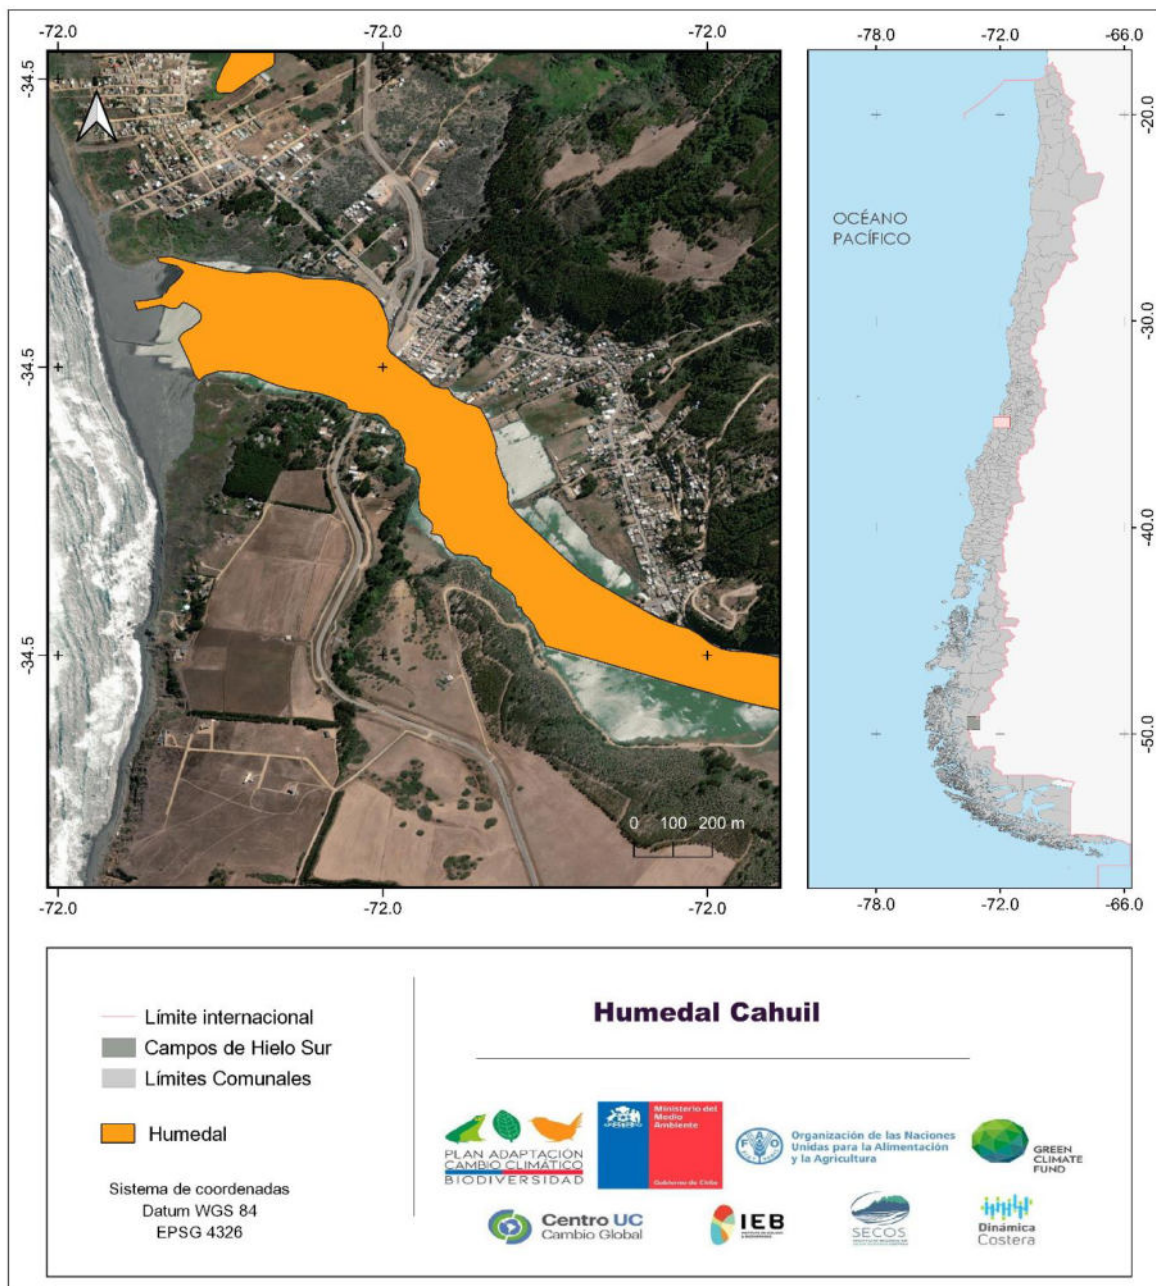 -72.0 -72.0 -72.0
-78.0 -72.0 -66.0
-34.5
-34.5
-34.5
-20.0
-30.0
-40.0
-50.0
OCÉANO
PACÍFICO
0 100 200 m
-72.0 -72.0 -72.0
-78.0 -72.0 -66.0
Límite internacional
Campos de Hielo Sur
Límites Comunales
Humedal
Sistema de coordenadas
Datum WGS 84
EPSG 4326
Humedal Cahuil
PLAN ADAPTACIÓN
CAMBIO CLIMÁTICO
BIODIVERSIDAD
Ministerio del
Medio
Ambiente
Gobierno de Chile
FAO
Organización de las Naciones
Unidas para la Alimentación
y la Agricultura
GREEN
CLIMATE
FUND
Centro UC
Cambio Global
IEB
SECOS
Dinámica
Costera